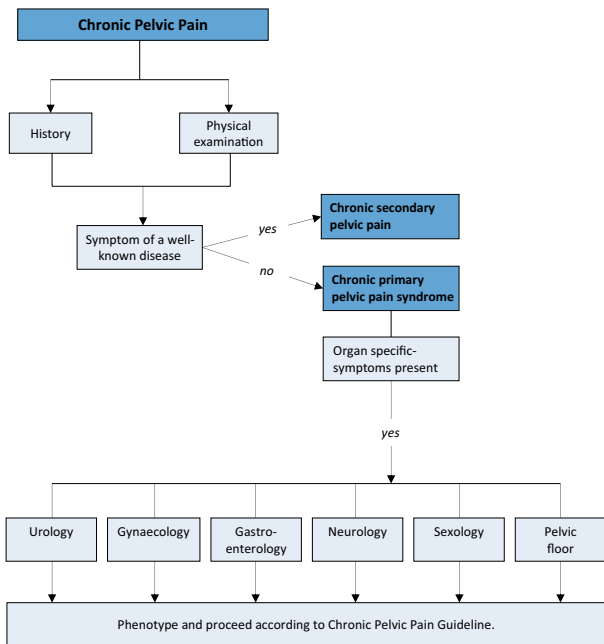 Chronic Pelvic Pain
History
Physical
examination
Symptom of a well-
known disease
yes
Chronic secondary
pelvic pain
no
Chronic primary
pelvic pain syndrome
Organ specific-
symptoms present
yes
Urology
Gynaecology
Gastro-
enterology
Neurology
Sexology
Pelvic
floor
Phenotype and proceed according to Chronic Pelvic Pain Guideline.